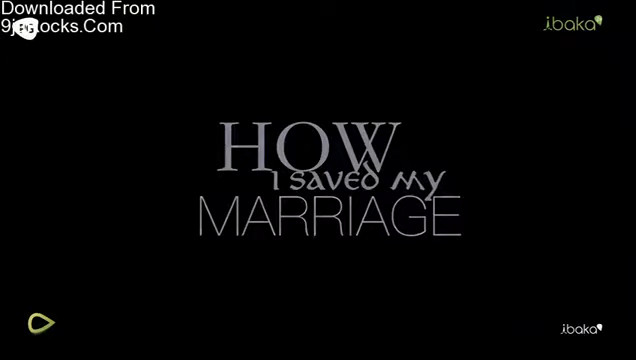 Downloaded From
9jarocks.Com
ibaka
HOW
I SAVED MY
MARRIAGE
ibaka